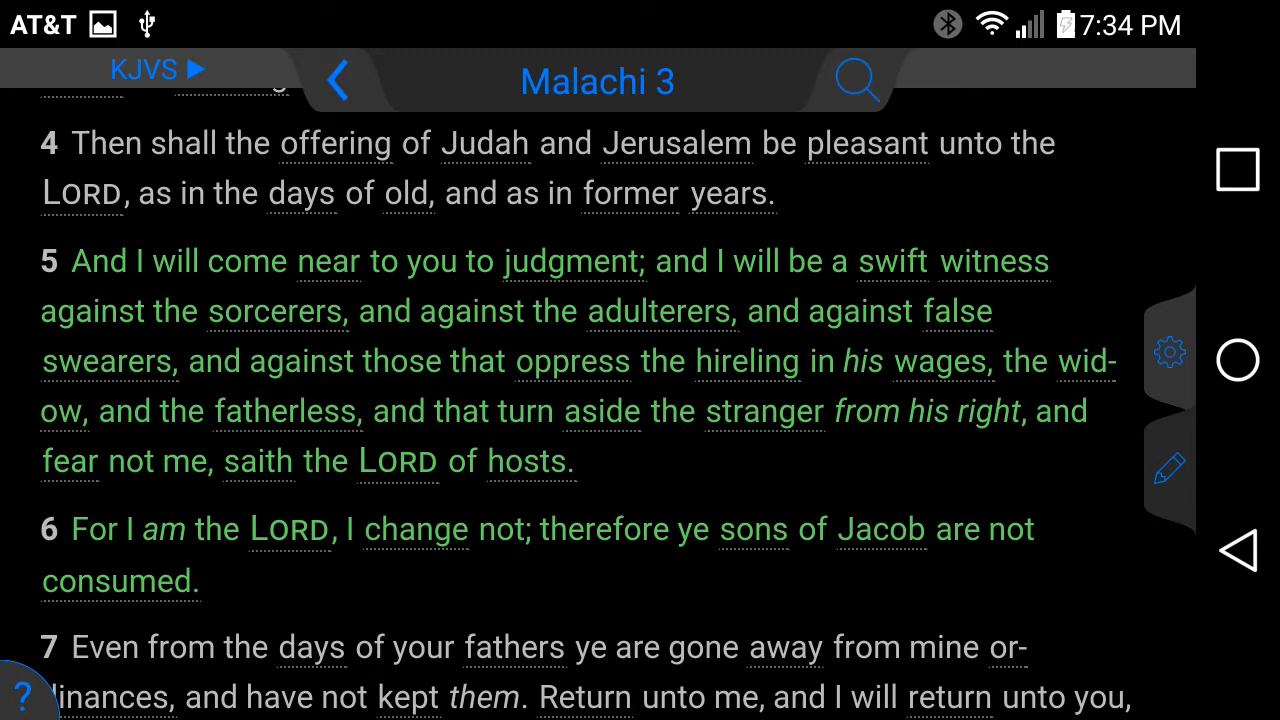 AT&T 7:34 PM
KJVS Malachi 3
4 Then shall the offering of Judah and Jerusalem be pleasant unto the
LORD, as in the days of old, and as in former years.
5 And I will come near to you to judgment; and I will be a swift witness
against the sorcerers, and against the adulterers, and against false
swearers, and against those that oppress the hireling in his wages, the wid-
ow, and the fatherless, and that turn aside the stranger from his right, and
fear not me, saith the LORD of hosts.
6 For I am the LORD, I change not; therefore ye sons of Jacob are not
consumed.
7 Even from the days of your fathers ye are gone away from mine or-
? dinances, and have not kept them. Return unto me, and I will return unto you,